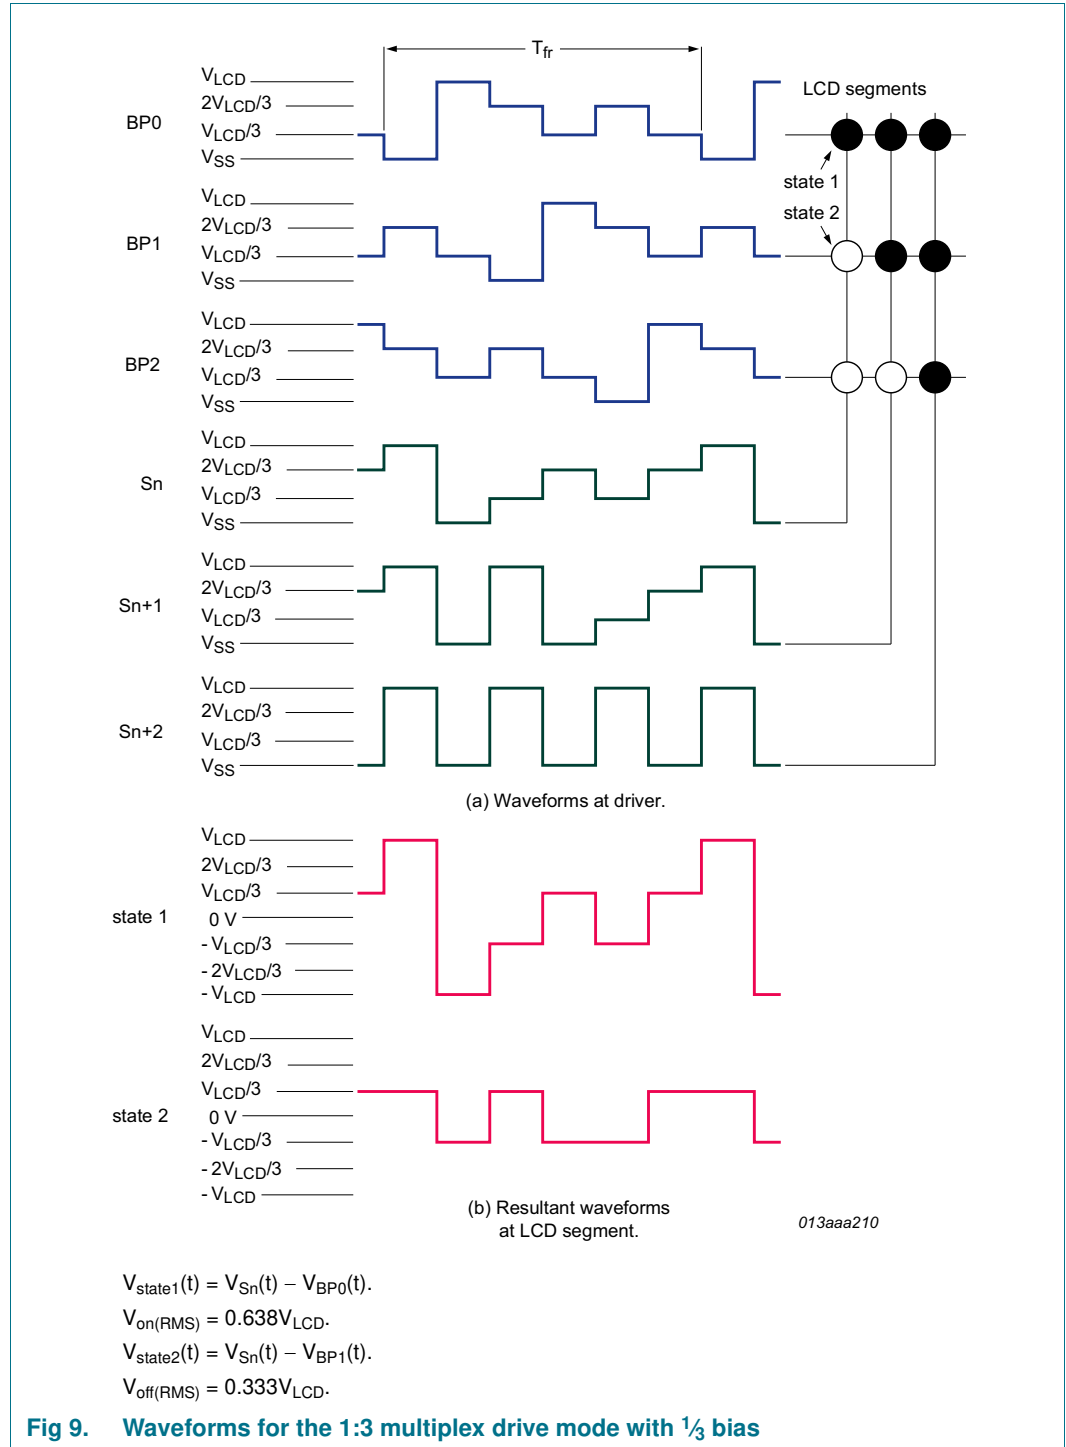 Tfr
VLCD
2VLCD/3
BP0
VLCD/3
VSS
LCD segments
state 1
state 2
VLCD
2VLCD/3
BP1
VLCD/3
VSS
VLCD
2VLCD/3
BP2
VLCD/3
VSS
VLCD
2VLCD/3
Sn
VLCD/3
VSS
VLCD
2VLCD/3
Sn+1
VLCD/3
VSS
VLCD
2VLCD/3
Sn+2
VLCD/3
VSS
(a) Waveforms at driver.
VLCD
2VLCD/3
VLCD/3
state 1
0 V
- VLCD/3
- 2VLCD/3
- VLCD
VLCD
2VLCD/3
VLCD/3
state 2
0 V
- VLCD/3
- 2VLCD/3
- VLCD
(b) Resultant waveforms
at LCD segment.
013aaa210
Vstate1(t) = VSn(t) − VBP0(t).
Von(RMS) = 0.638VLCD.
Vstate2(t) = VSn(t) − VBP1(t).
Voff(RMS) = 0.333VLCD.
Fig 9. Waveforms for the 1:3 multiplex drive mode with 1⁄3 bias